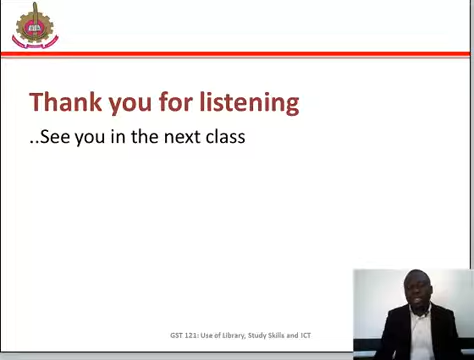 Thank you for listening
..See you in the next class
GST 121: Use of Library, Study Skills and ICT